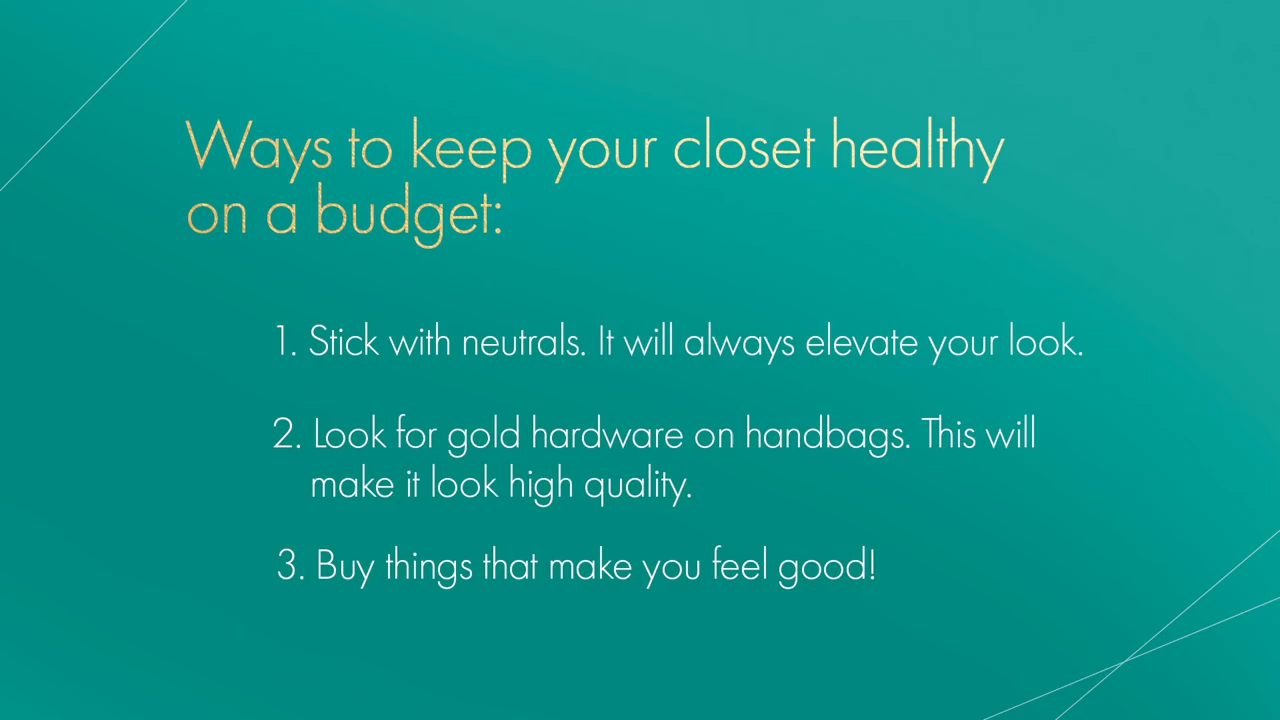 Ways to keep your closet healthy
on a budget:
1. Stick with neutrals. It will always elevate your look.
2. Look for gold hardware on handbags. This will
make it look high quality.
3. Buy things that make you feel good!